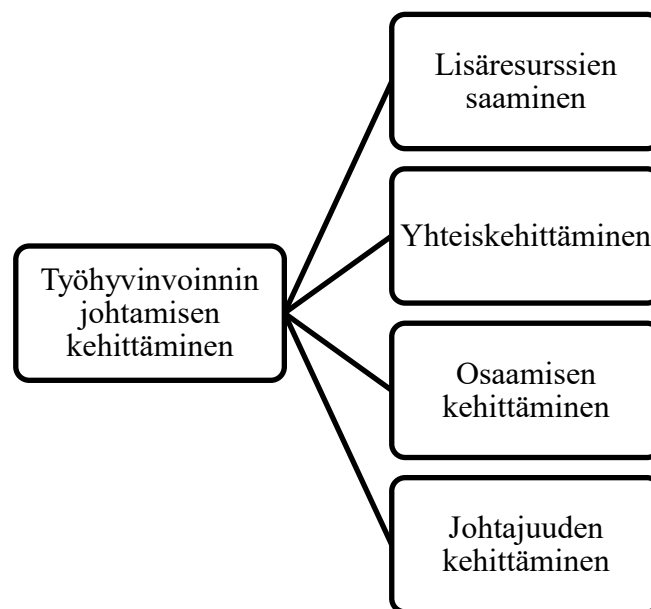 Työhyvinvoinnin
johtamisen
kehittäminen
Lisäresurssien
saaminen
Yhteiskehittäminen
Osaamisen
kehittäminen
Johtajuuden
kehittäminen